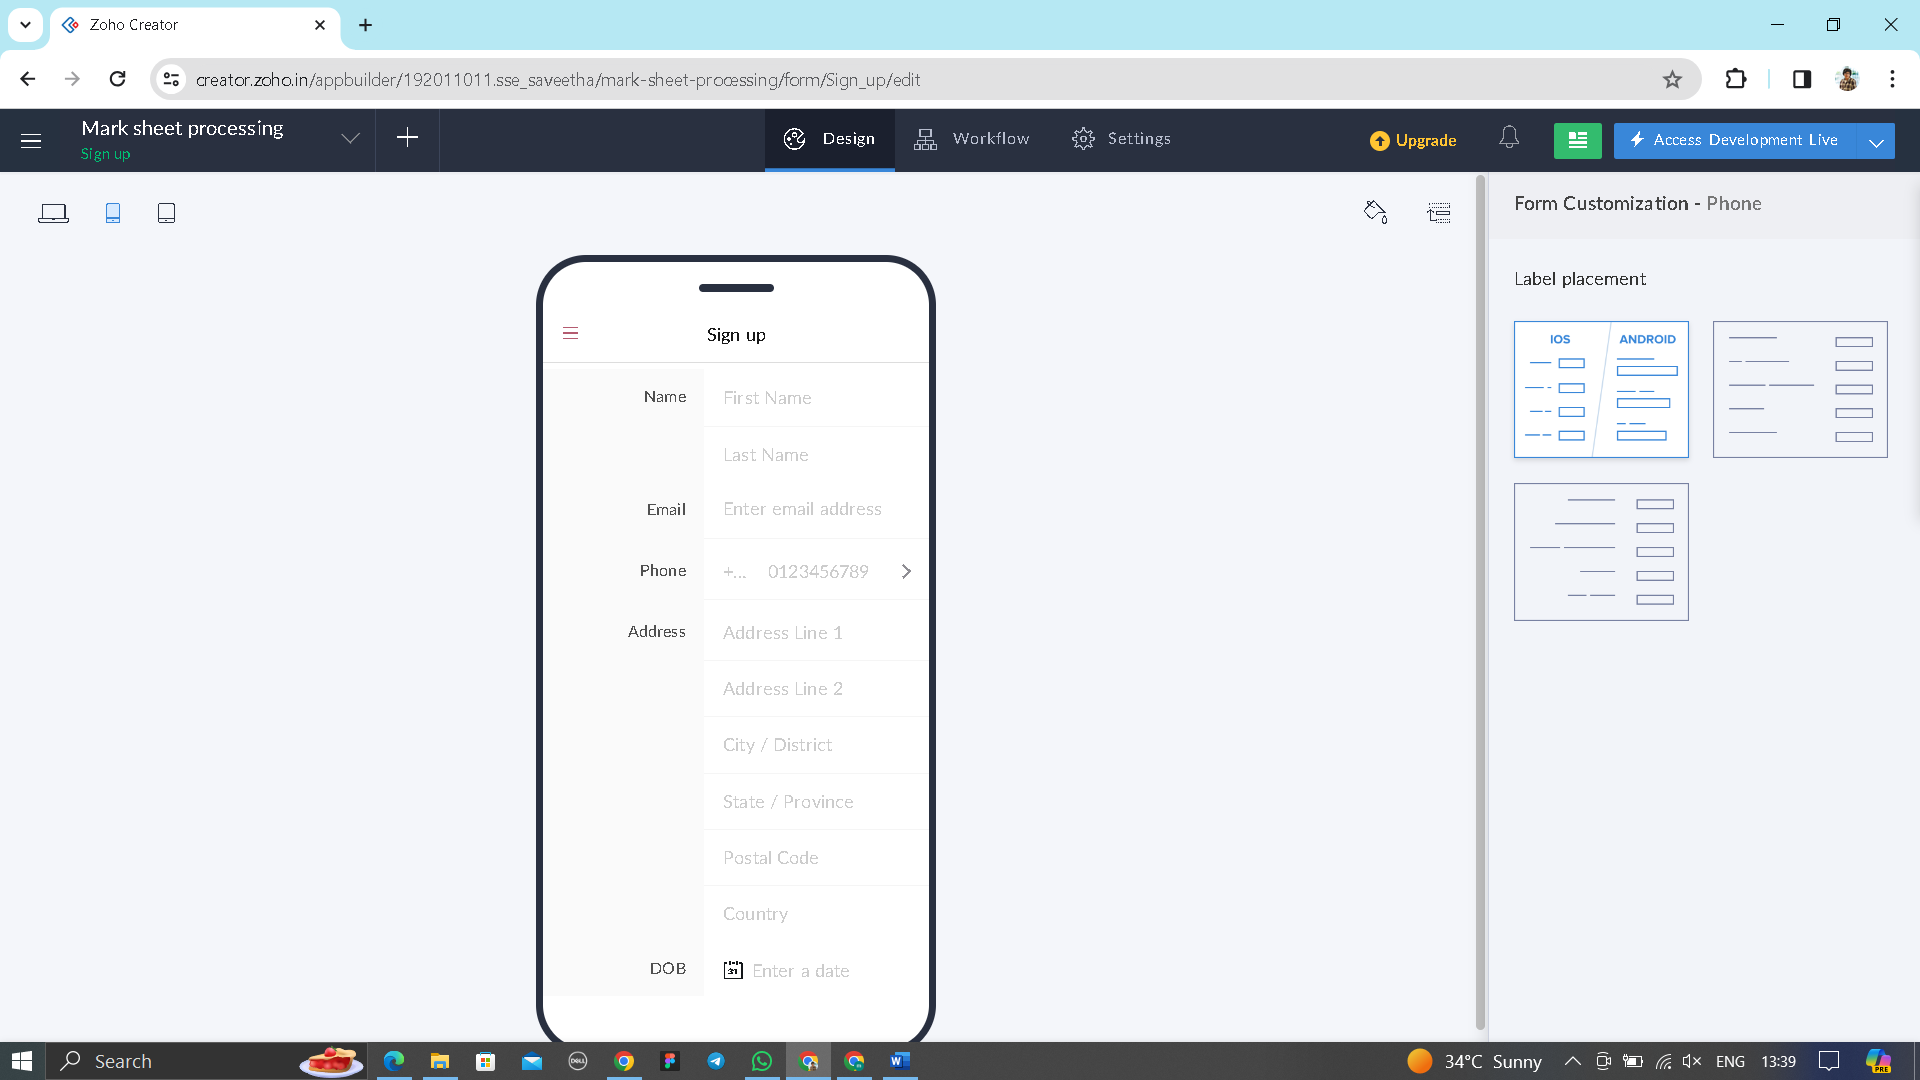 Zoho Creator
creator.zoho.in/appbuilder/192011011.sse_saveetha/mark-sheet-processing/form/Sign_up/edit
Mark sheet processing
Sign up
Design
Workflow
Settings
Upgrade
Access Development Live
Form Customization - Phone
Label placement
IOS
ANDROID
Sign up
Name
First Name
Last Name
Email
Enter email address
Phone
+... 0123456789
Address
Address Line 1
Address Line 2
City / District
State / Province
Postal Code
Country
DOB
31
Enter a date
Search
DELL
34°C Sunny
ENG
13:39
PRE